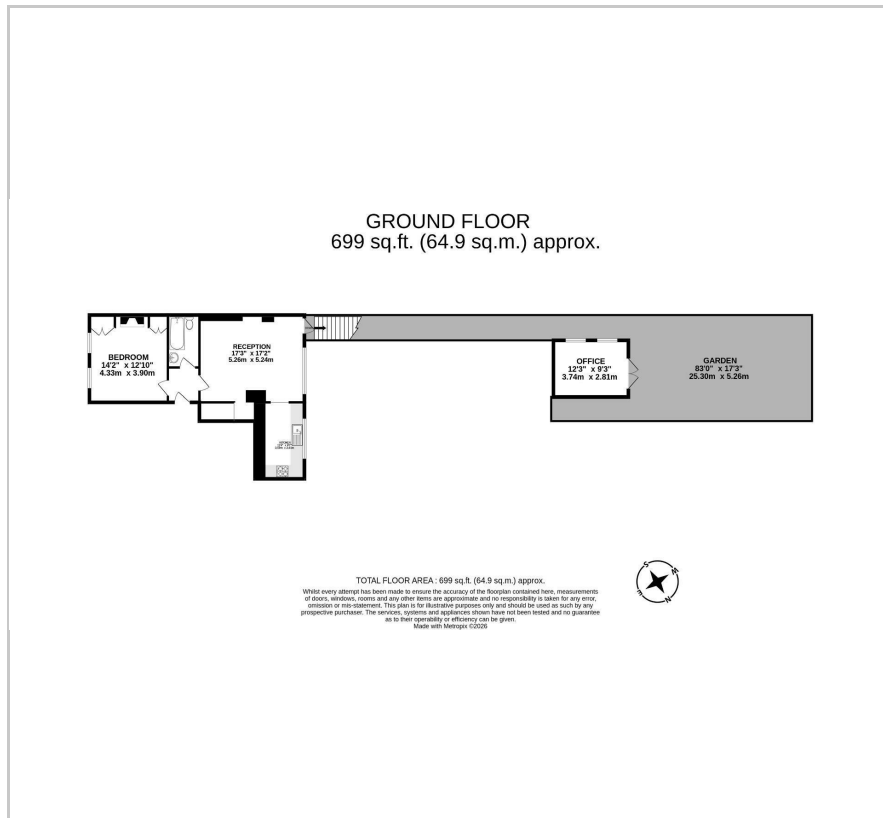 GROUND FLOOR
699 sq.ft. (64.9 sq.m.) approx.
BEDROOM
14'2" x 12'10"
4.33m x 3.90m
RECEPTION
17'3" x 17'2"
5.26m x 5.24m
OFFICE
12'3" x 9'3"
3.74m x 2.81m
GARDEN
83'0" x 17'3"
25.30m x 5.26m
S
W
E
N
TOTAL FLOOR AREA : 699 sq.ft. (64.9 sq.m.) approx.
Whilst every attempt has been made to ensure the accuracy of the floorplan contained here, measurements
of doors, windows, rooms and any other items are approximate and no responsibility is taken for any error,
omission or mis-statement. This plan is for illustrative purposes only and should be used as such by any
prospective purchaser. The services, systems and appliances shown have not been tested and no guarantee
as to their operability or efficiency can be given.
Made with Metropix ©2026